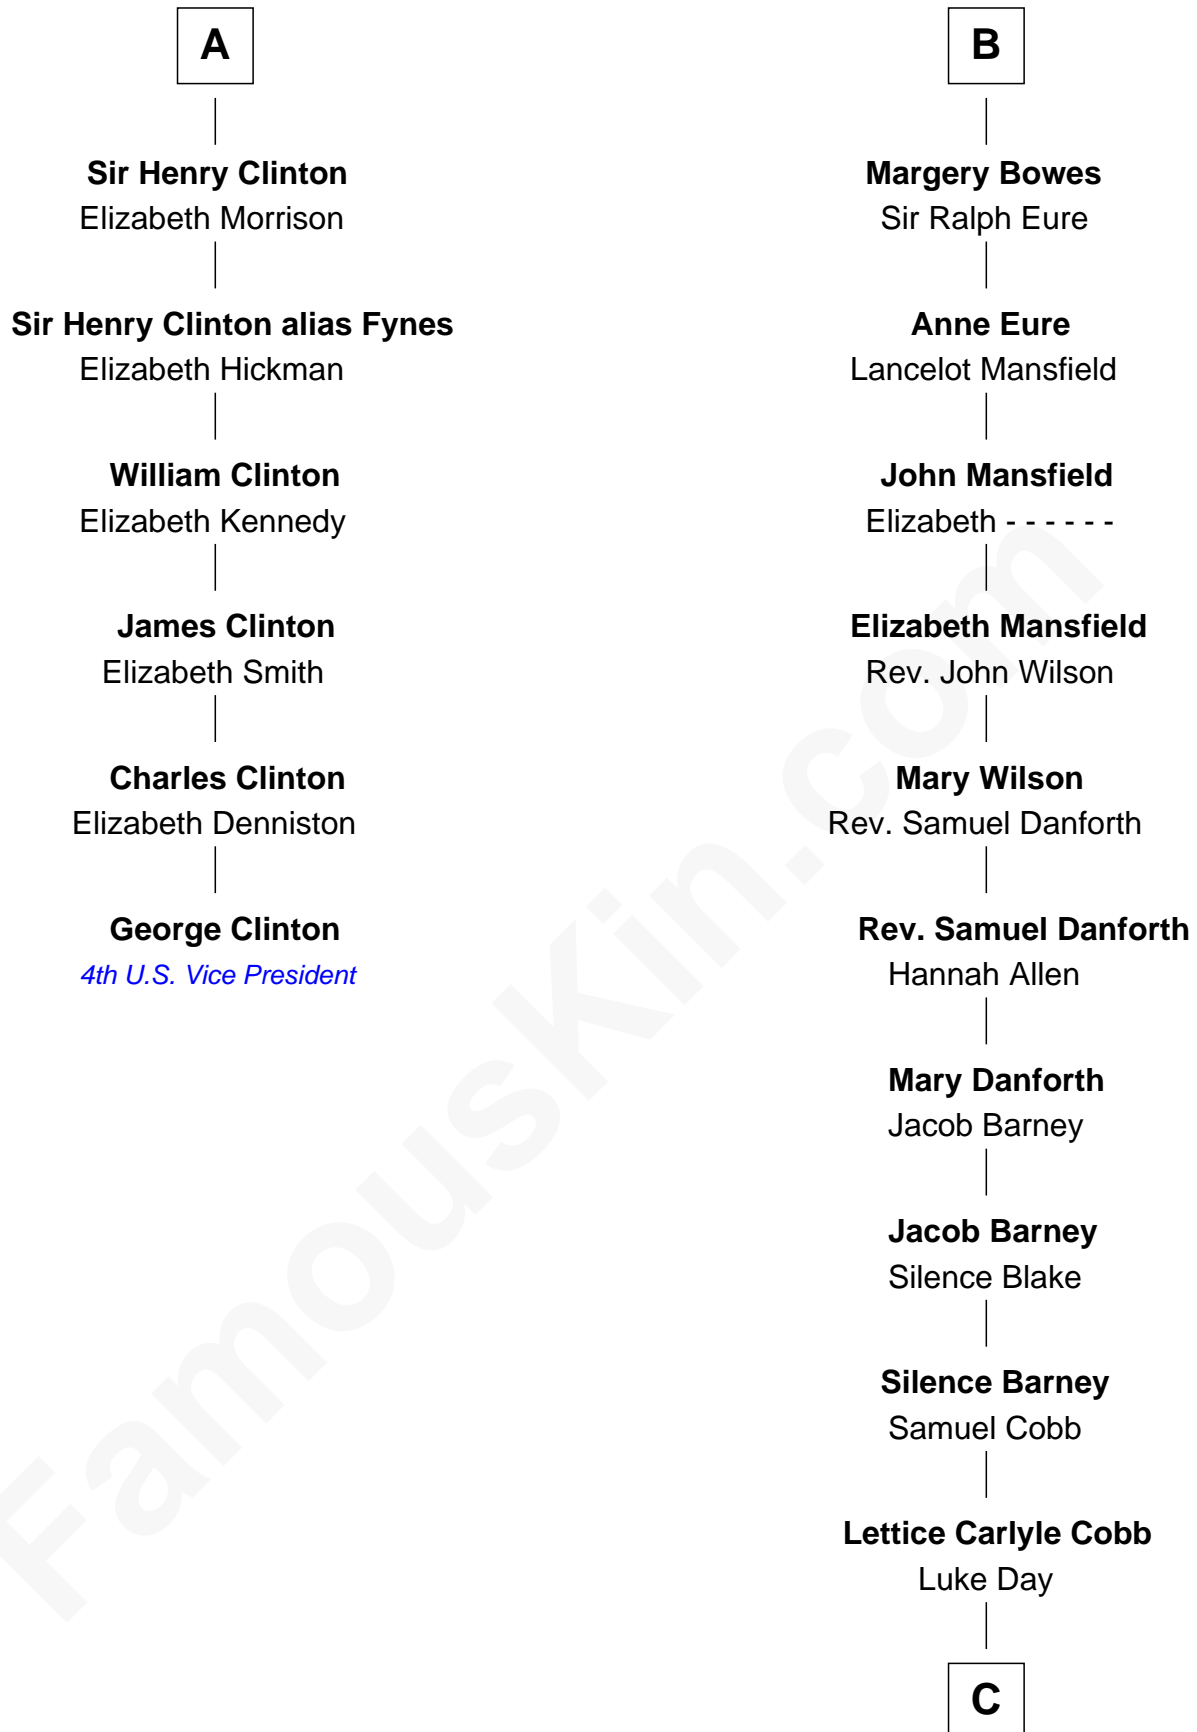 A
Sir Henry Clinton
Elizabeth Morrison
Sir Henry Clinton alias Fynes
Elizabeth Hickman
William Clinton
Elizabeth Kennedy
James Clinton
Elizabeth Smith
Charles Clinton
Elizabeth Denniston
George Clinton
4th U.S. Vice President
B
Margery Bowes
Sir Ralph Eure
Anne Eure
Lancelot Mansfield
John Mansfield
Elizabeth - - - - - -
Elizabeth Mansfield
Rev. John Wilson
Mary Wilson
Rev. Samuel Danforth
Rev. Samuel Danforth
Hannah Allen
Mary Danforth
Jacob Barney
Jacob Barney
Silence Blake
Silence Barney
Samuel Cobb
Lettice Carlyle Cobb
Luke Day
C
FamousKin.com